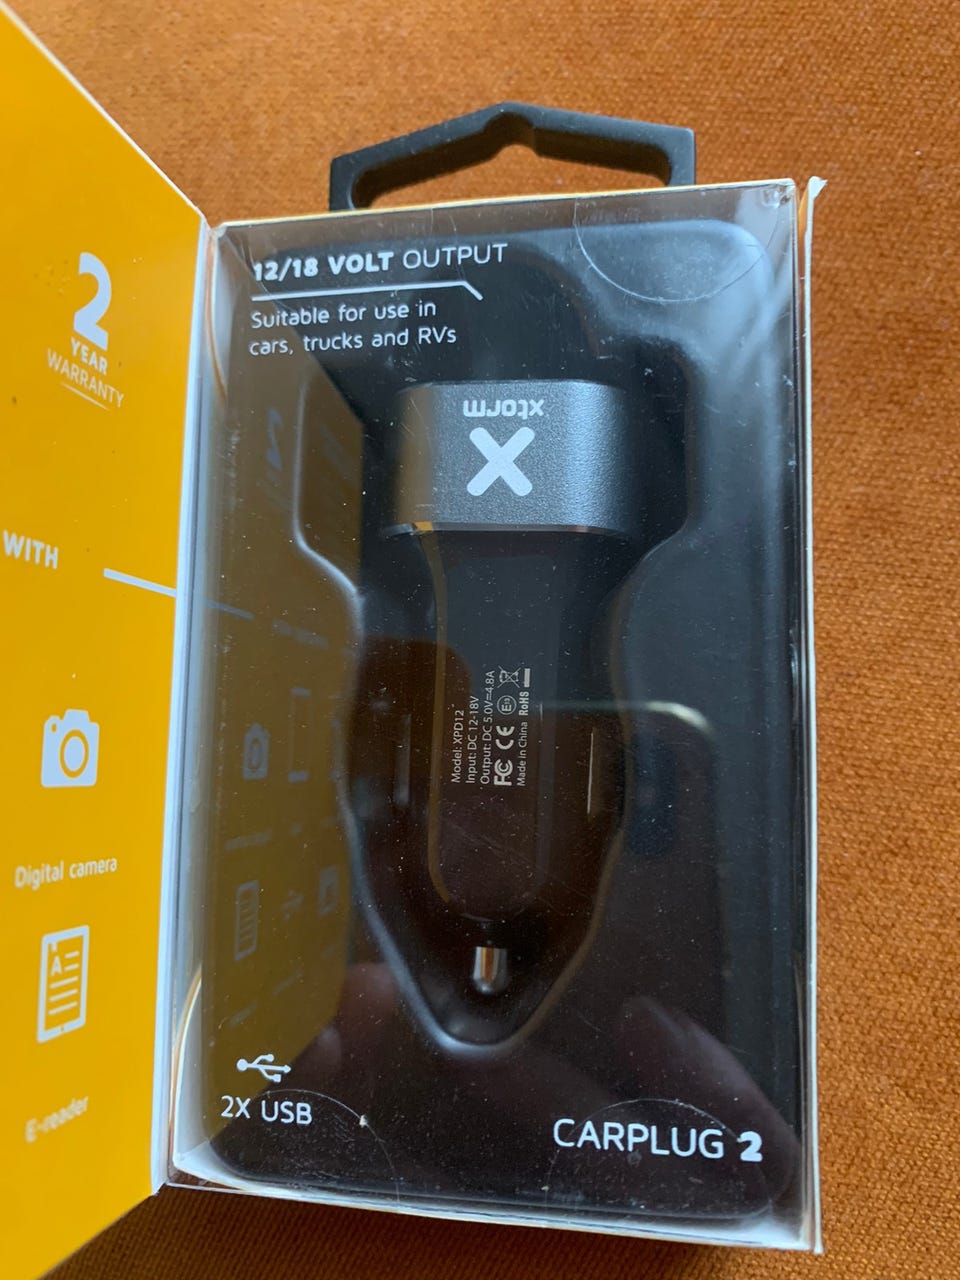 2
YEAR
WARRANTY
WITH
Digital camera
A
E-reader
12/18 VOLT OUTPUT
Suitable for use in
cars, trucks and RVs
xtorm
X
Model: XPD12
Input: DC 12-18V
Output: DC 5.0V⎓4.8A
FC CE
Made in China RoHS
2X USB
CARPLUG 2